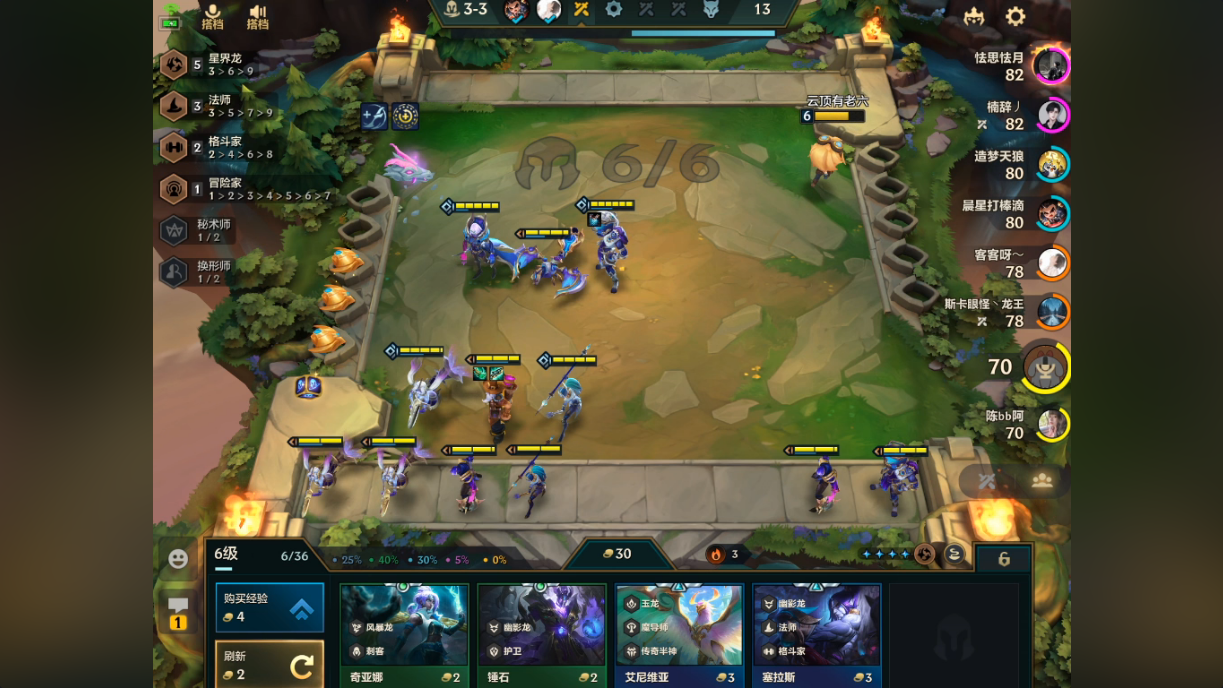 搭档
搭档
3-3
13
5
星界龙
3 > 6 > 9
3
法师
3 > 5 > 7 > 9
2
格斗家
2 > 4 > 6 > 8
1
冒险家
1 > 2 > 3 > 4 > 5 > 6 > 7
秘术师
1 / 2
换形师
1 / 2
云顶有老六
6
6/6
怯思怯月
82
楠辞丿
82
造梦天狼
80
晨星打榛滴
80
客客呀～
78
斯卡眼怪丶龙王
78
70
陈bb阿
70
6级
6/36
25%
40%
30%
5%
0%
30
3
购买经验
4
刷新
2
1
风暴龙
刺客
奇亚娜
2
幽影龙
护卫
锤石
2
玉龙
魔导师
传奇半神
艾尼维亚
3
幽影龙
法师
格斗家
塞拉斯
3